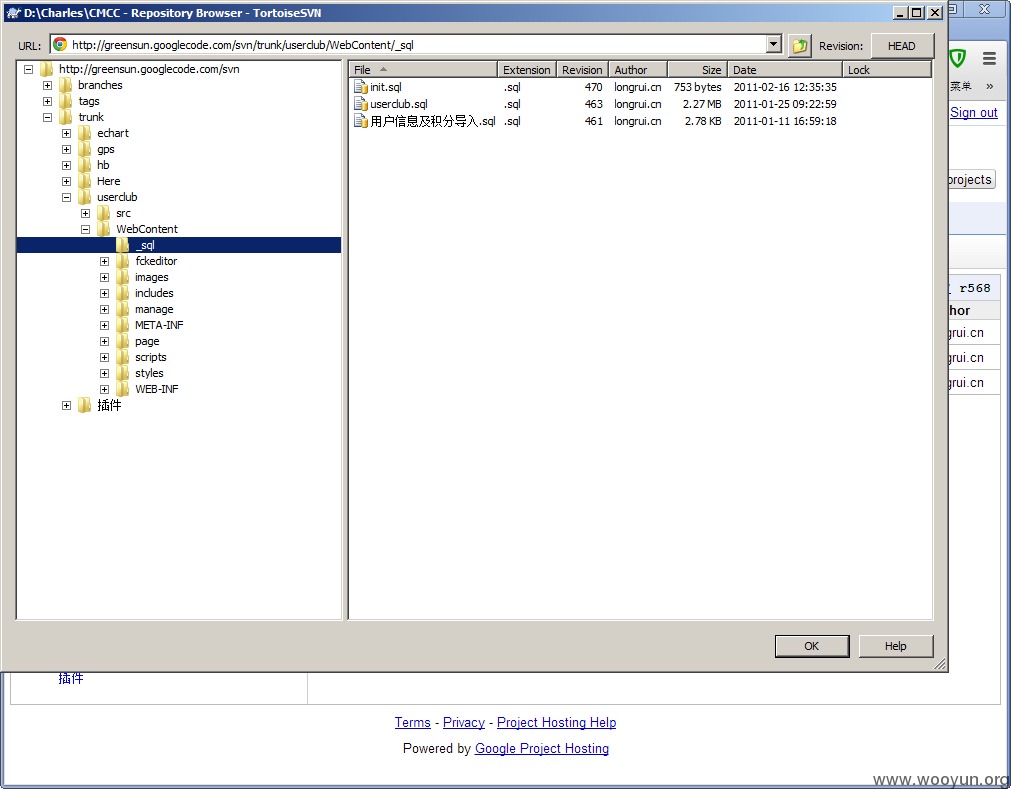 D:\Charles\CMCC - Repository Browser - TortoiseSVN
URL: http://greensun.googlecode.com/svn/trunk/userclub/WebContent/_sql Revision: HEAD
http://greensun.googlecode.com/svn
branches
tags
trunk
echart
gps
hb
Here
userclub
src
WebContent
_sql
fckeditor
images
includes
manage
META-INF
page
scripts
styles
WEB-INF
插件
File Extension Revision Author Size Date Lock
init.sql .sql 470 longrui.cn 753 bytes 2011-02-16 12:35:35
userclub.sql .sql 463 longrui.cn 2.27 MB 2011-01-25 09:22:59
用户信息及积分导入.sql .sql 461 longrui.cn 2.78 KB 2011-01-11 16:59:18
OK Help
菜单 »
Sign out
projects
r568
hor
grui.cn
grui.cn
grui.cn
插件
Terms - Privacy - Project Hosting Help
Powered by Google Project Hosting
www.wooyun.org